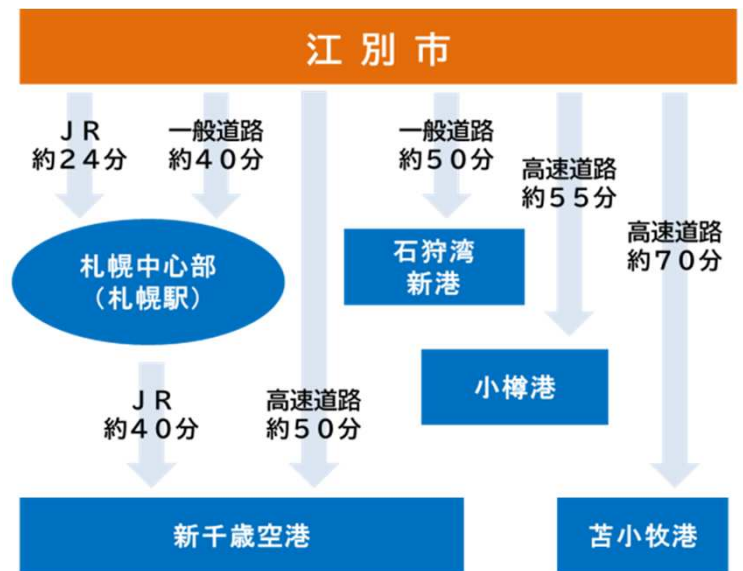 江別市
ＪＲ
約２４分
一般道路
約４０分
一般道路
約５０分
高速道路
約５５分
高速道路
約７０分
札幌中心部
（札幌駅）
石狩湾
新港
小樽港
ＪＲ
約４０分
高速道路
約５０分
新千歳空港
苫小牧港